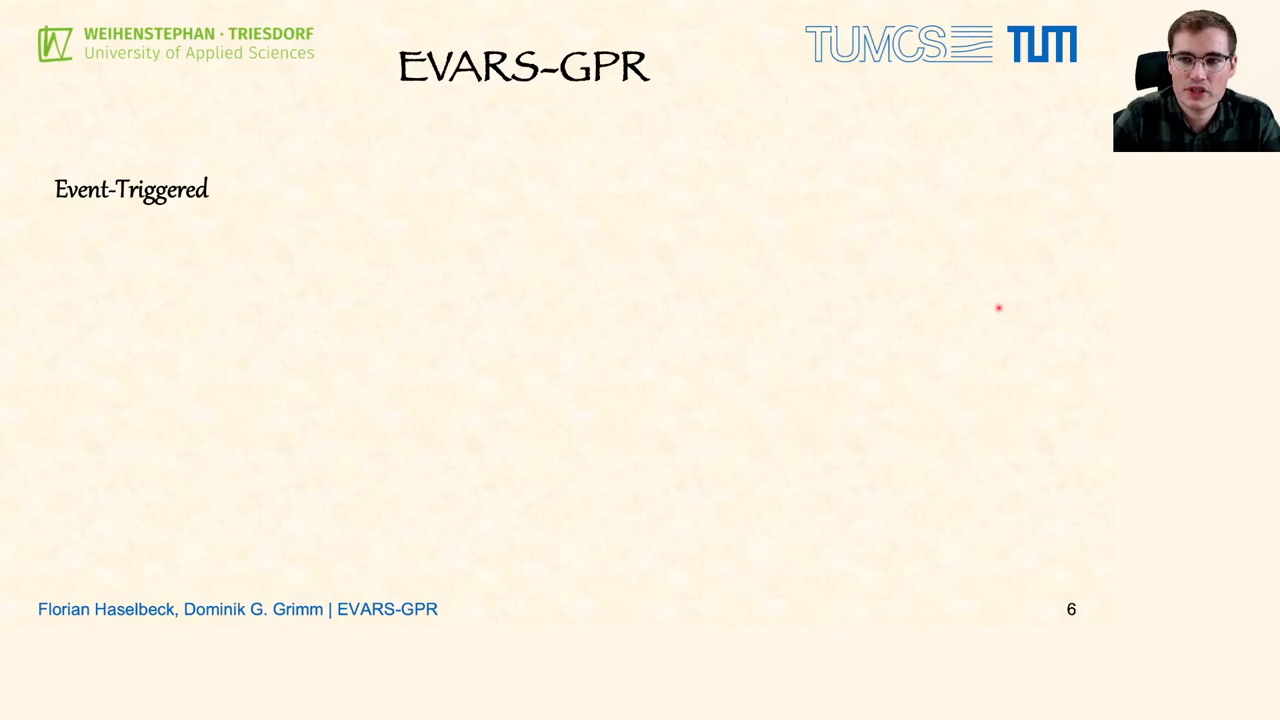 WEIHENSTEPHAN · TRIESDORF
University of Applied Sciences
EVARS-GPR
TUMCS TUM
Event-Triggered
Florian Haselbeck, Dominik G. Grimm | EVARS-GPR
6